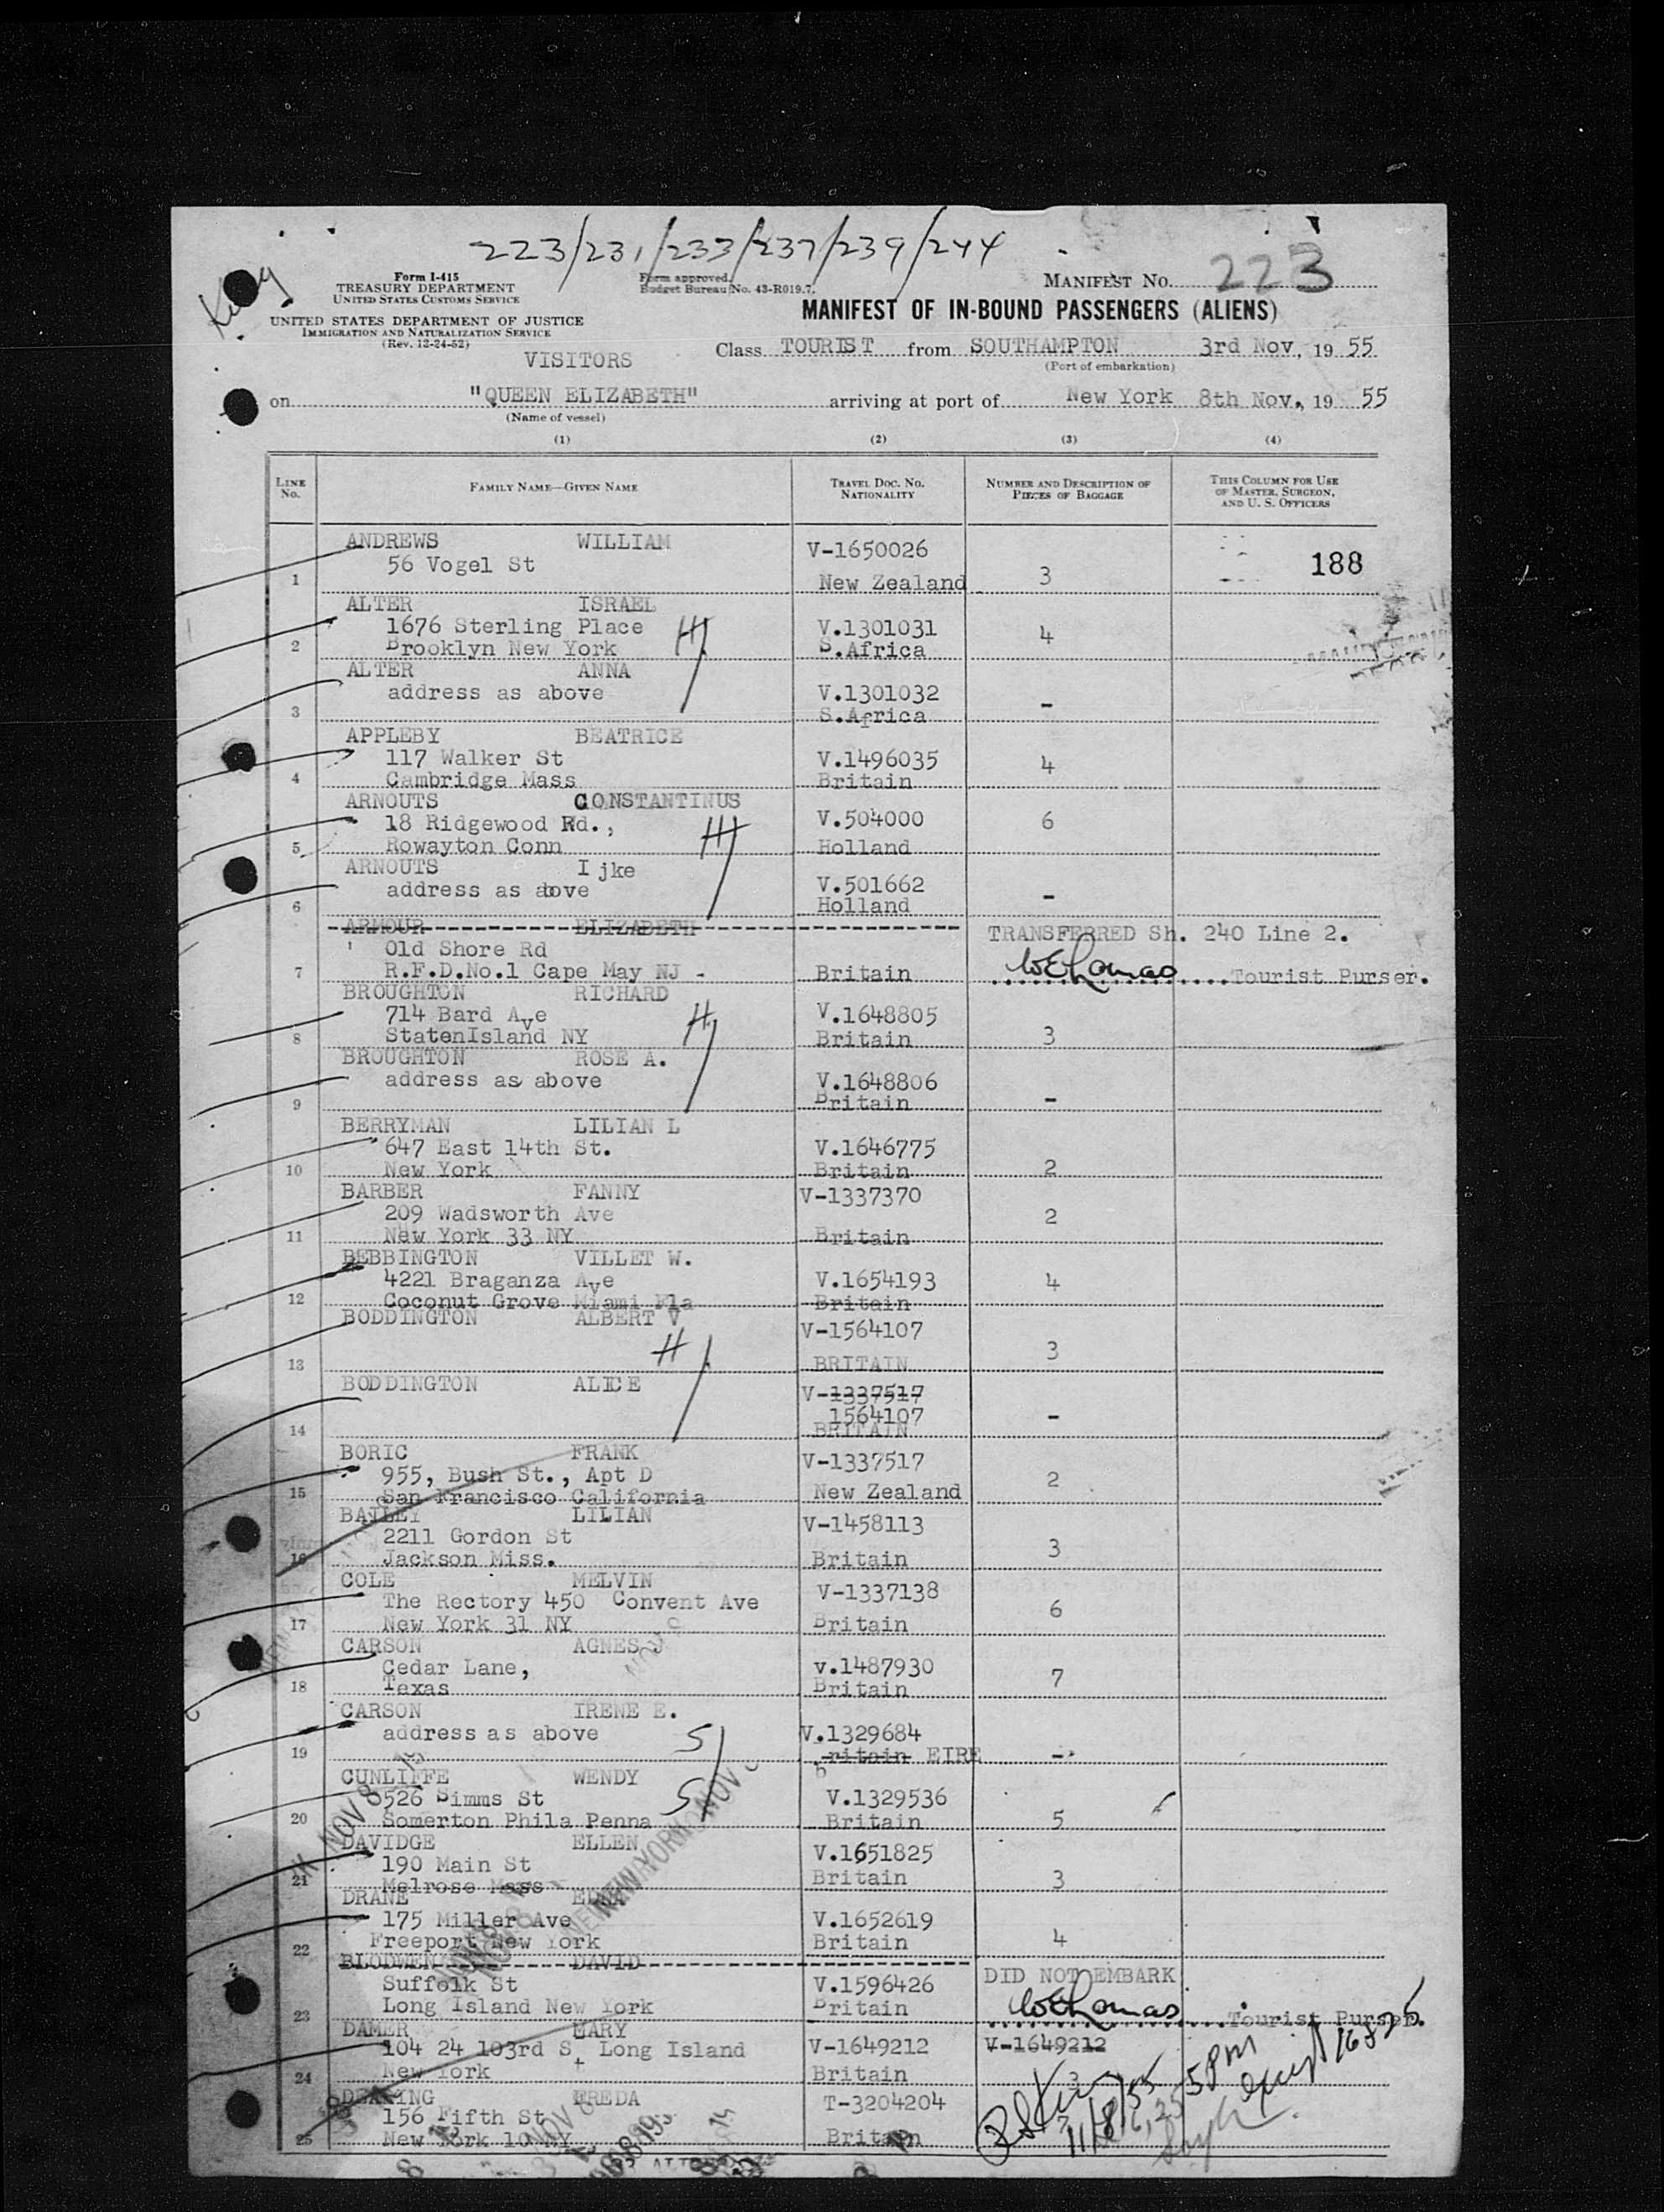 223/231/233/237/239/244
Form I-415
TREASURY DEPARTMENT
UNITED STATES CUSTOMS SERVICE
Form approved.
Budget Bureau No. 43-R019.7.
MANIFEST No. 223
MANIFEST OF IN-BOUND PASSENGERS (ALIENS)
UNITED STATES DEPARTMENT OF JUSTICE
IMMIGRATION AND NATURALIZATION SERVICE
(Rev. 12-24-52)
VISITORS
Class TOURIST from SOUTHAMPTON 3rd Nov, 19 55
(Port of embarkation)
on "QUEEN ELIZABETH" arriving at port of New York 8th Nov., 19 55
(Name of vessel)
(1) (2) (3) (4)
LINE No. FAMILY NAME—GIVEN NAME TRAVEL DOC. No. NATIONALITY NUMBER AND DESCRIPTION OF PIECES OF BAGGAGE THIS COLUMN FOR USE OF MASTER, SURGEON, AND U. S. OFFICERS
ANDREWS WILLIAM V-1650026
56 Vogel St 188
1 New Zealand 3
ALTER ISRAEL
1676 Sterling Place V.1301031 4
2 Brooklyn New York S.Africa
ALTER ANNA
address as above V.1301032
3 S.Africa -
APPLEBY BEATRICE
117 Walker St V.1496035 4
4 Cambridge Mass Britain
ARNOUTS CONSTANTINUS
18 Ridgewood Rd., V.504000 6
5 Rowayton Conn Holland
ARNOUTS Ijke
address as above V.501662
6 Holland -
ARMOUR ELIZABETH TRANSFERRED Sh. 240 Line 2.
Old Shore Rd
7 R.F.D.No.1 Cape May NJ - Britain WEThomas Tourist Purser.
BROUGHTON RICHARD
714 Bard Ave V.1648805
8 StatenIsland NY Britain 3
BROUGHTON ROSE A.
address as above V.1648806
9 Britain -
BERRYMAN LILIAN L
647 East 14th St. V.1646775
10 New York Britain 2
BARBER FANNY V-1337370
209 Wadsworth Ave 2
11 New York 33 NY Britain
BEBBINGTON VILLET W.
4221 Braganza Ave V.1654193 4
12 Coconut Grove Miami Fla Britain
BODDINGTON ALBERT V V-1564107
13 BRITAIN 3
BODDINGTON ALICE V-1337517
1564107 -
14 BRITAIN
BORIC FRANK V-1337517
955, Bush St., Apt D 2
15 San Francisco California New Zealand
BAILEY LILIAN V-1458113
2211 Gordon St 3
16 Jackson Miss. Britain
COLE MELVIN V-1337138
The Rectory 450 Convent Ave 6
17 New York 31 NY Britain
CARSON AGNES J
Cedar Lane, v.1487930 7
18 Texas Britain
CARSON IRENE E.
address as above V.1329684
19 ritain EIRE -
CUNLIFFE WENDY
526 Simms St V.1329536
20 Somerton Phila Penna Britain 5
DAVIDGE ELLEN V.1651825
190 Main St
21 Melrose Mass Britain 3
DRANE
175 Miller Ave V.1652619
22 Freeport New York Britain 4
BLODWEN DAVID DID NOT EMBARK
Suffolk St V.1596426
23 Long Island New York Britain WEThomas Tourist Purser.
DAMER MARY
104 24 103rd St Long Island V-1649212 V-1649212
24 New York Britain 3
FREDA T-3204204
156 Fifth St
25 New York 10 NY Britain
11/8/55 5PM